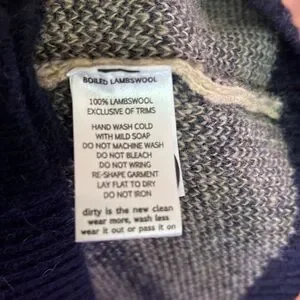 BOILED LAMBSWOOL
100% LAMBSWOOL
EXCLUSIVE OF TRIMS
HAND WASH COLD
WITH MILD SOAP
DO NOT MACHINE WASH
DO NOT BLEACH
DO NOT WRING
RE-SHAPE GARMENT
LAY FLAT TO DRY
DO NOT IRON
dirty is the new clean
wear more, wash less
wear it out or pass it on